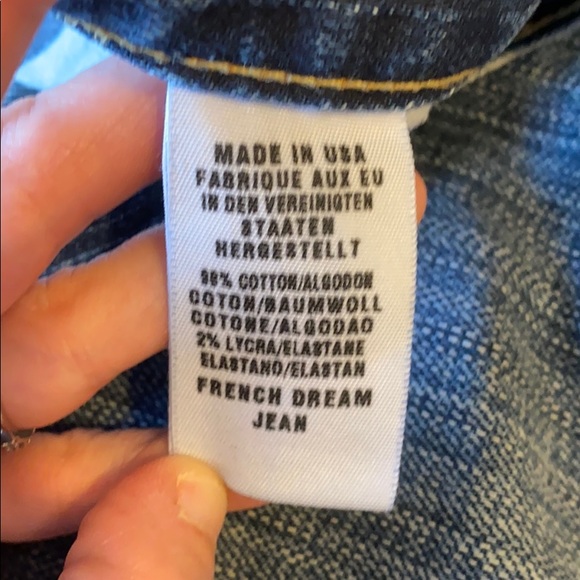 MADE IN USA
FABRIQUE AUX EU
IN DEN VEREINIGTEN
STAATEN
HERGESTELLT
98% COTTON/ALGODON
COTON/BAUMWOLL
COTONE/ALGODAO
2% LYCRA/ELASTANE
ELASTANO/ELASTAN
FRENCH DREAM
JEAN